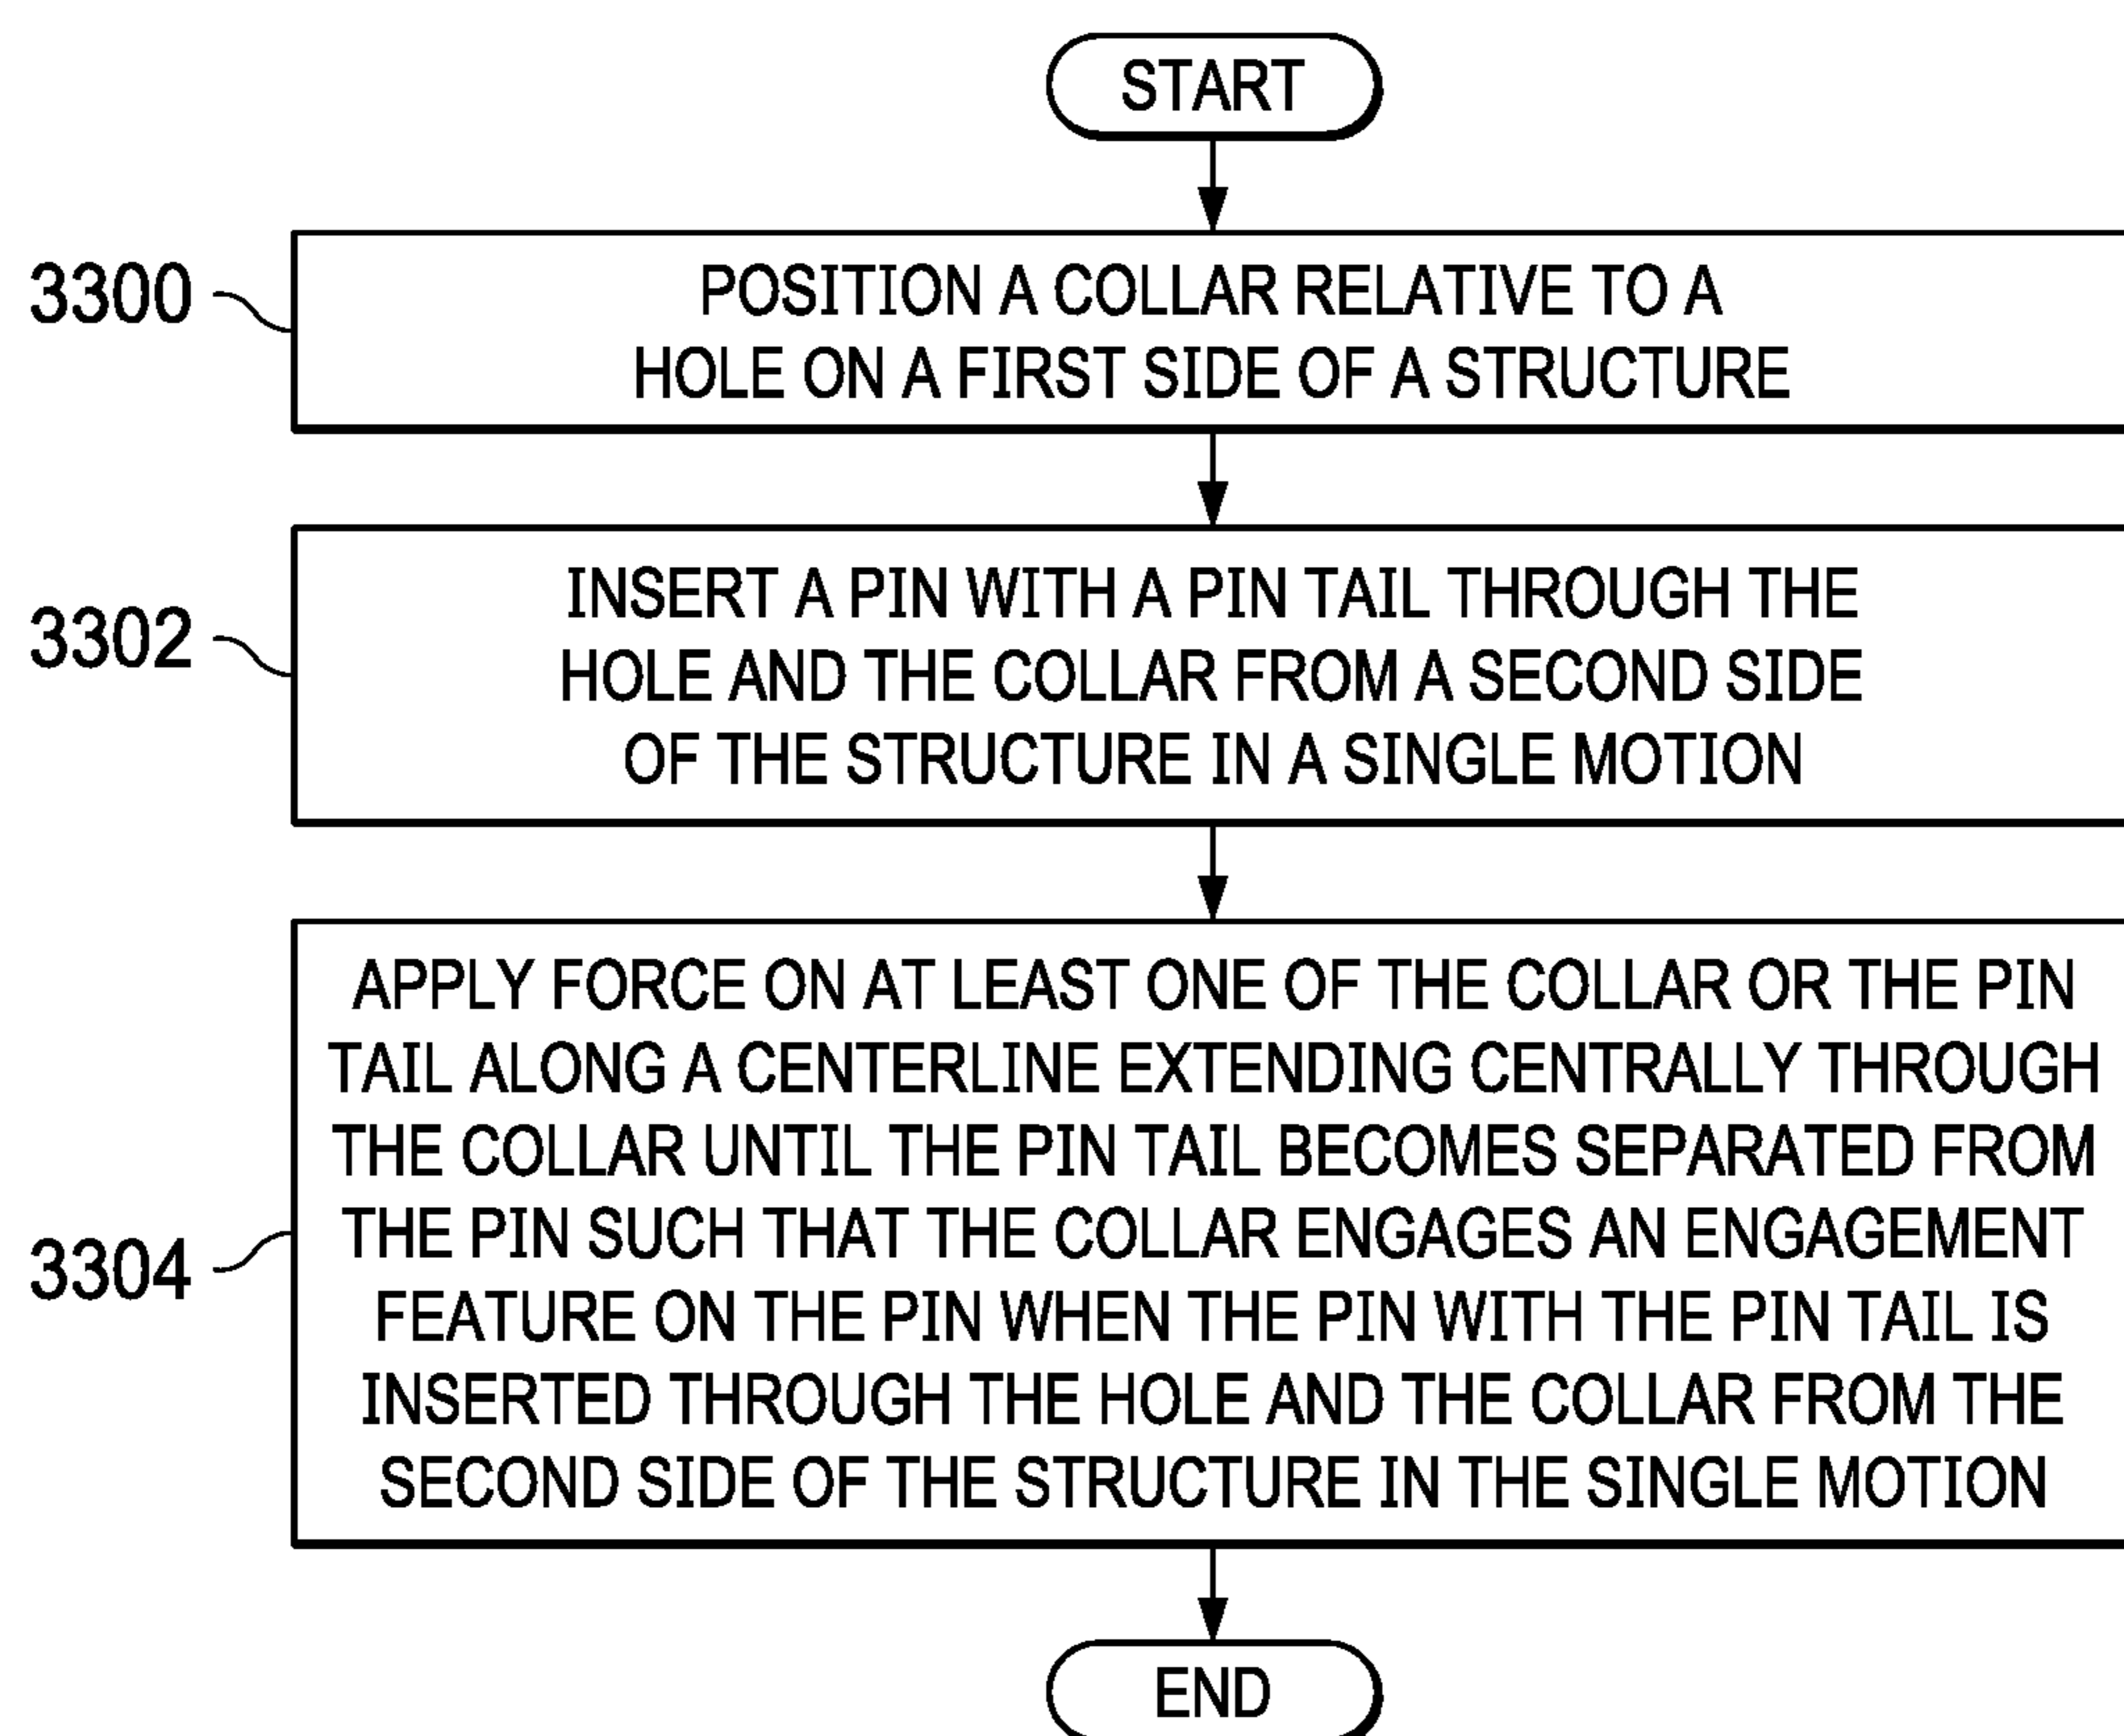 START
3300
POSITION A COLLAR RELATIVE TO A
HOLE ON A FIRST SIDE OF A STRUCTURE
3302
INSERT A PIN WITH A PIN TAIL THROUGH THE
HOLE AND THE COLLAR FROM A SECOND SIDE
OF THE STRUCTURE IN A SINGLE MOTION
3304
APPLY FORCE ON AT LEAST ONE OF THE COLLAR OR THE PIN
TAIL ALONG A CENTERLINE EXTENDING CENTRALLY THROUGH
THE COLLAR UNTIL THE PIN TAIL BECOMES SEPARATED FROM
THE PIN SUCH THAT THE COLLAR ENGAGES AN ENGAGEMENT
FEATURE ON THE PIN WHEN THE PIN WITH THE PIN TAIL IS
INSERTED THROUGH THE HOLE AND THE COLLAR FROM THE
SECOND SIDE OF THE STRUCTURE IN THE SINGLE MOTION
END